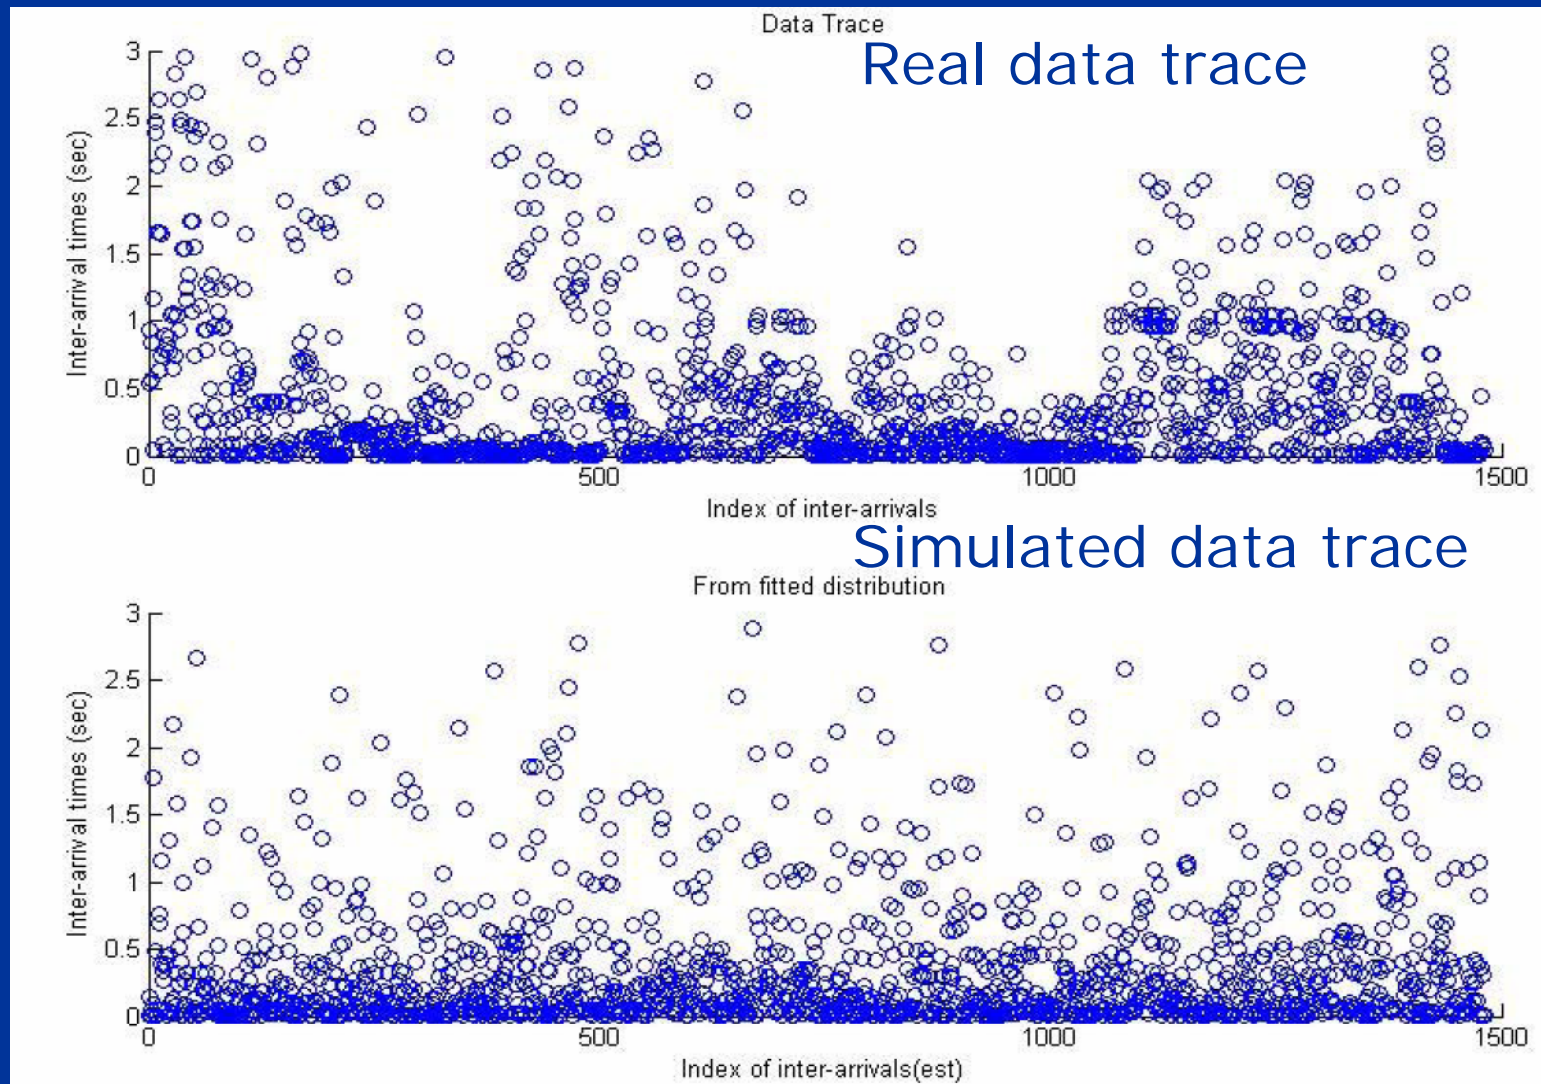 Data Trace
Real data trace
3
2.5
2
1.5
1
0.5
0
Inter-arrival times (sec)
0 500 1000 1500
Index of inter-arrivals
Simulated data trace
From fitted distribution
3
2.5
2
1.5
1
0.5
0
Inter-arrival times (sec)
0 500 1000 1500
Index of inter-arrivals(est)